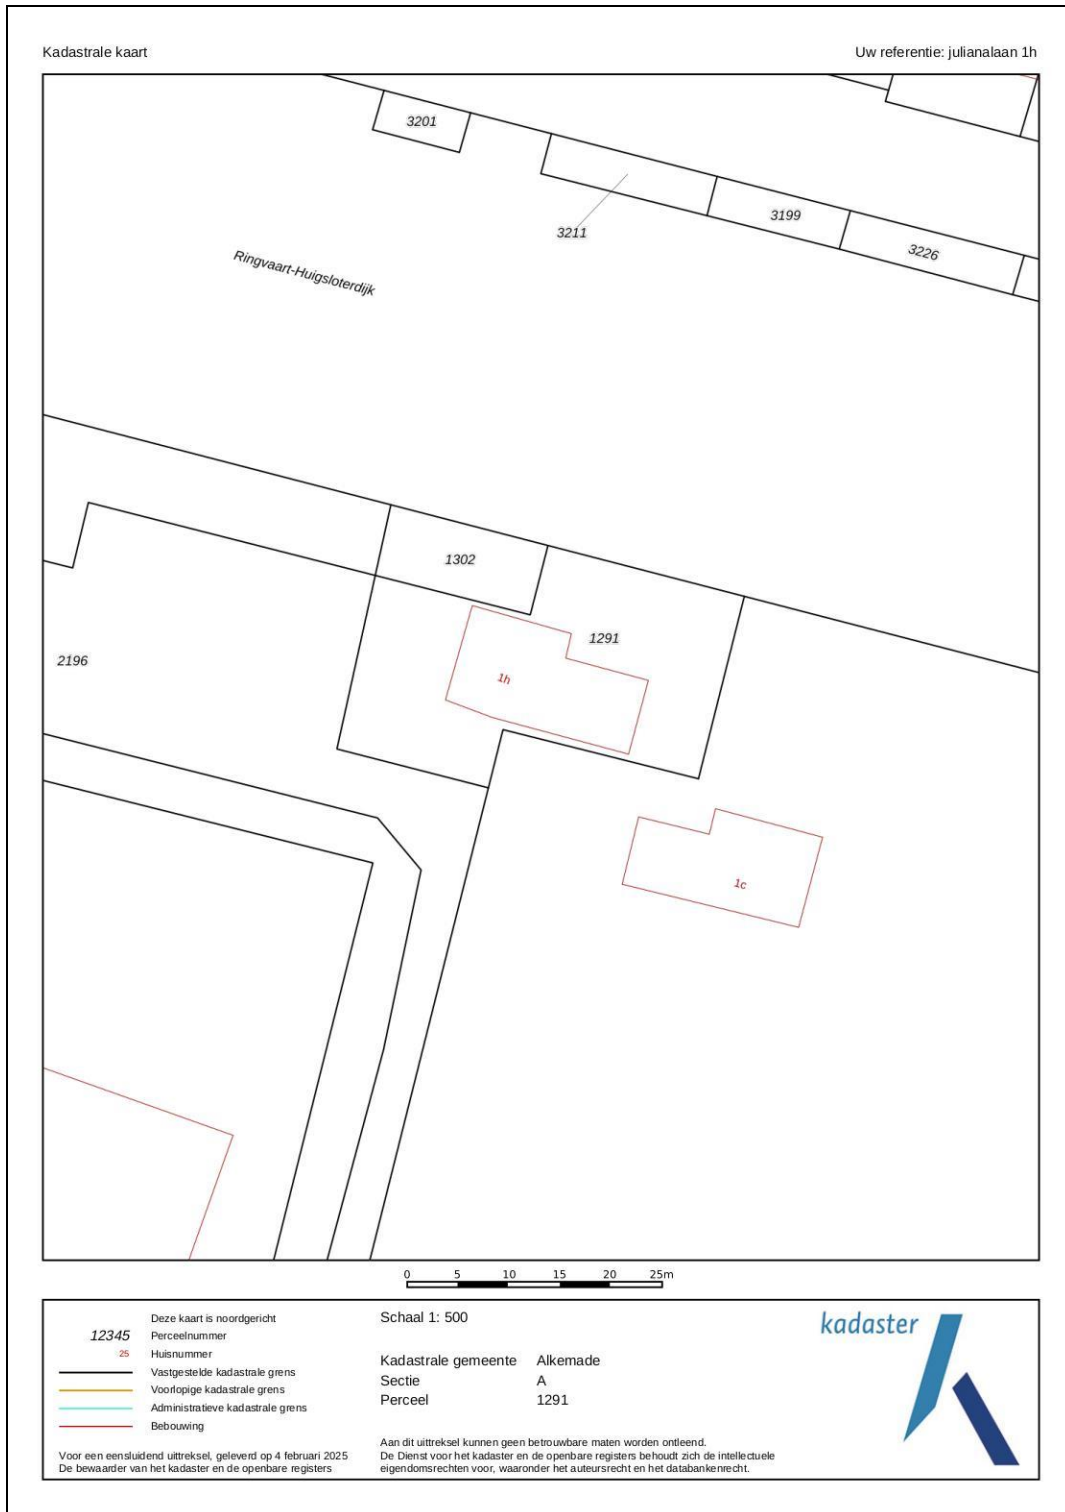 Kadastrale kaart
Uw referentie: julianalaan 1h
3201
3211
3199
3226
Ringvaart-Huigsloterdijk
1302
1291
2196
1h
1c
0 5 10 15 20 25m
Deze kaart is noordgericht
12345 Perceelnummer
25 Huisnummer
Vastgestelde kadastrale grens
Voorlopige kadastrale grens
Administratieve kadastrale grens
Bebouwing
Voor een eensluidend uittreksel, geleverd op 4 februari 2025
De bewaarder van het kadaster en de openbare registers
Schaal 1: 500
Kadastrale gemeente Alkemade
Sectie A
Perceel 1291
Aan dit uittreksel kunnen geen betrouwbare maten worden ontleend.
De Dienst voor het kadaster en de openbare registers behoudt zich de intellectuele
eigendomsrechten voor, waaronder het auteursrecht en het databankenrecht.
kadaster